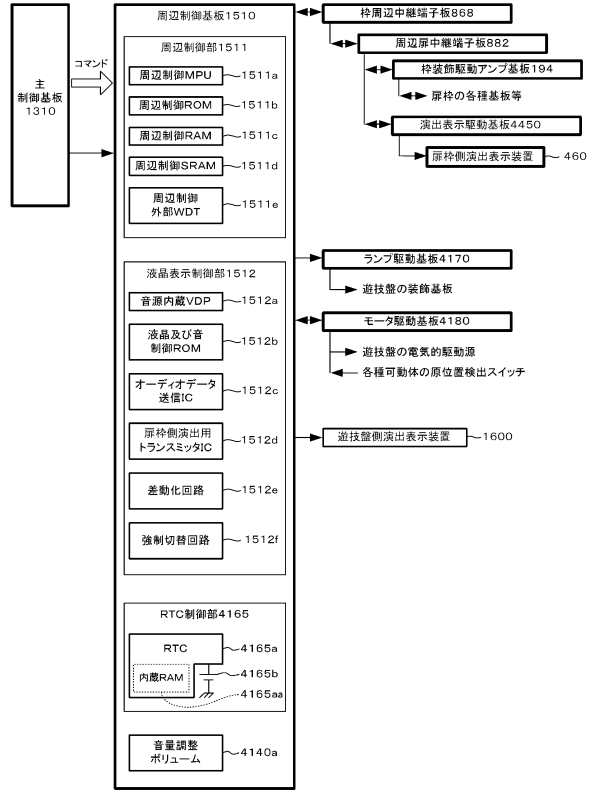 主
制御基板
1310
コマンド
周辺制御基板1510
周辺制御部1511
周辺制御MPU
1511a
周辺制御ROM
1511b
周辺制御RAM
1511c
周辺制御SRAM
1511d
周辺制御
外部WDT
1511e
液晶表示制御部1512
音源内蔵VDP
1512a
液晶及び音
制御ROM
1512b
オーディオデータ
送信IC
1512c
扉枠側演出用
トランスミッタIC
1512d
差動化回路
1512e
強制切替回路
1512f
RTC制御部4165
RTC
4165a
内蔵RAM
4165b
4165aa
音量調整
ボリューム
4140a
枠周辺中継端子板868
周辺扉中継端子板882
枠装飾駆動アンプ基板194
扉枠の各種基板等
演出表示駆動基板4450
扉枠側演出表示装置
460
ランプ駆動基板4170
遊技盤の装飾基板
モータ駆動基板4180
遊技盤の電気的駆動源
各種可動体の原位置検出スイッチ
遊技盤側演出表示装置
1600